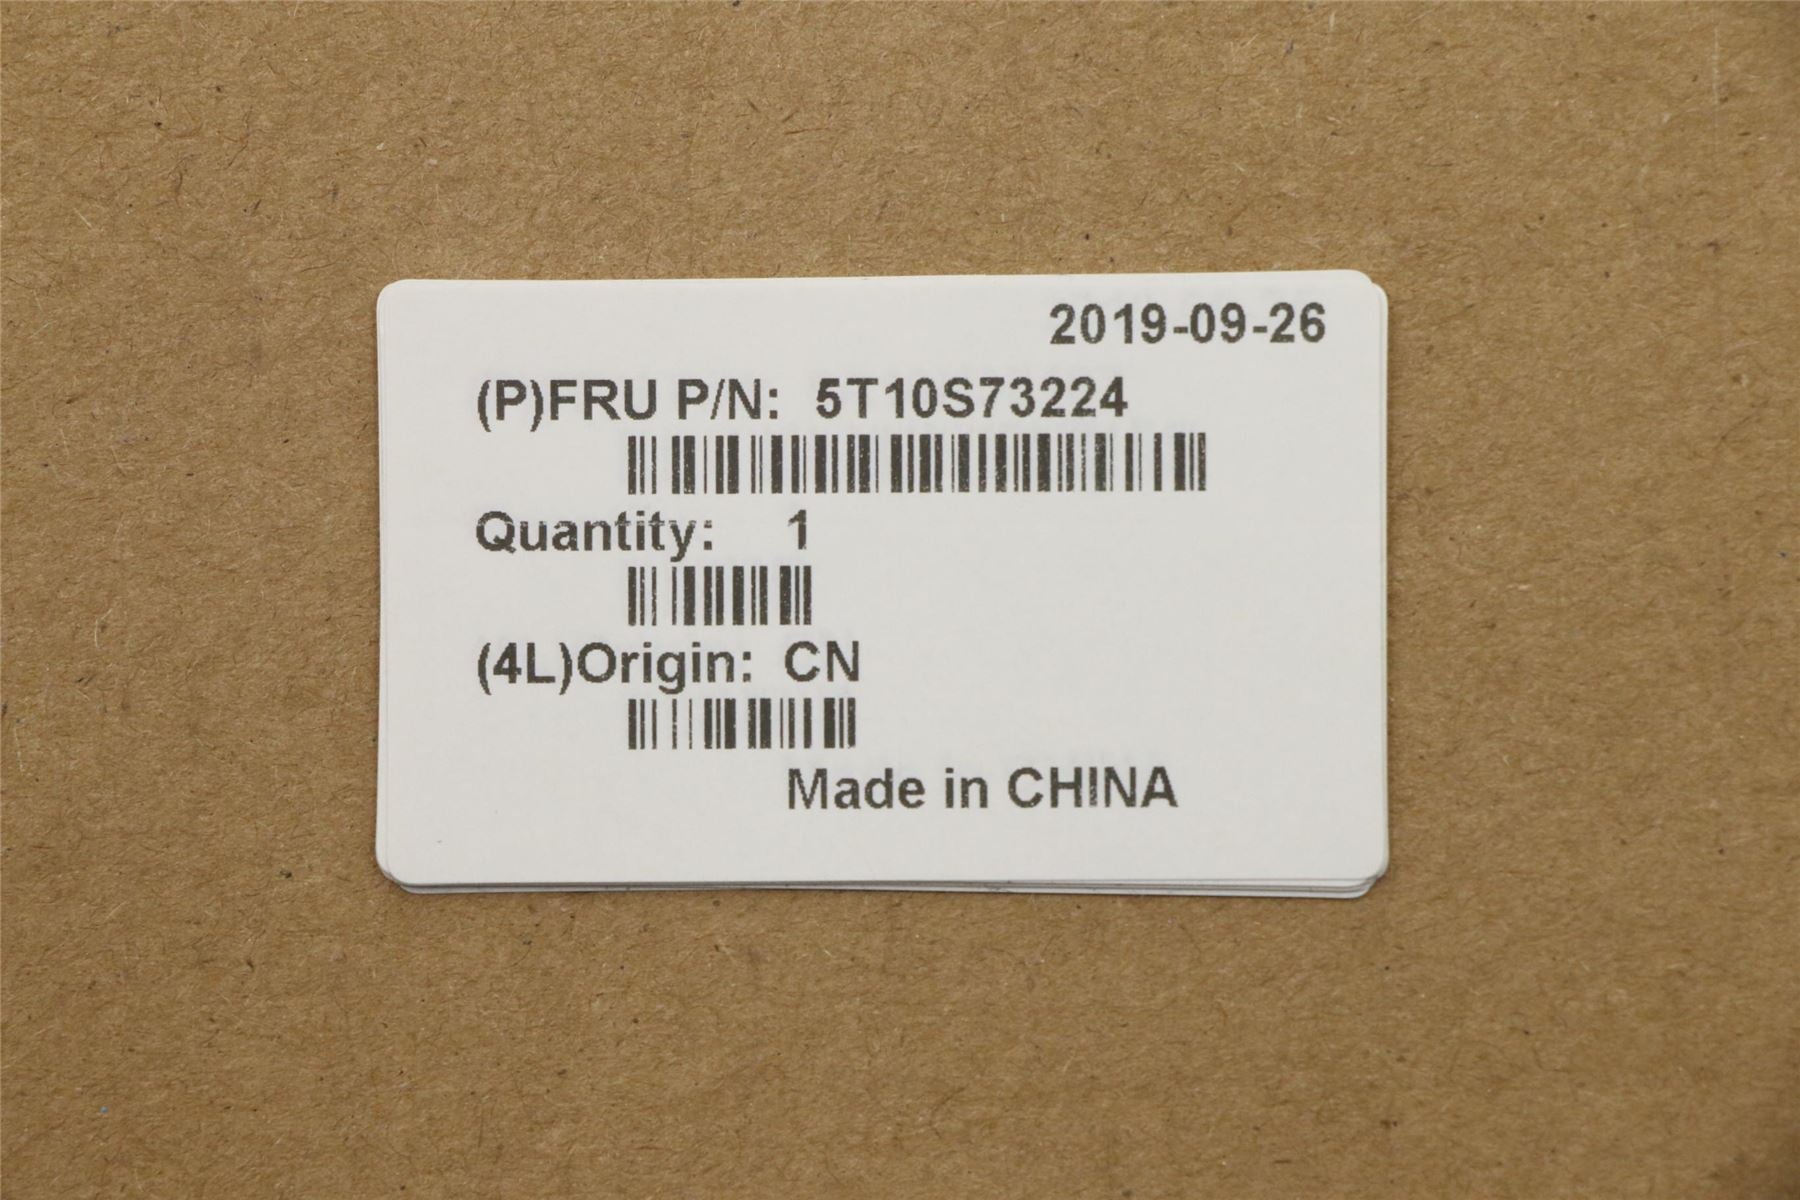 2019-09-26
(P)FRU P/N: 5T10S73224
Quantity: 1
(4L)Origin: CN
Made in CHINA